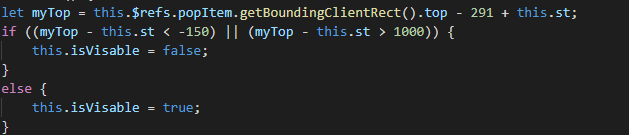 let myTop = this.$refs.popItem.getBoundingClientRect().top - 291 + this.st;
if ((myTop - this.st < -150) || (myTop - this.st > 1000)) {
    this.isVisable = false;
}
else {
    this.isVisable = true;
}